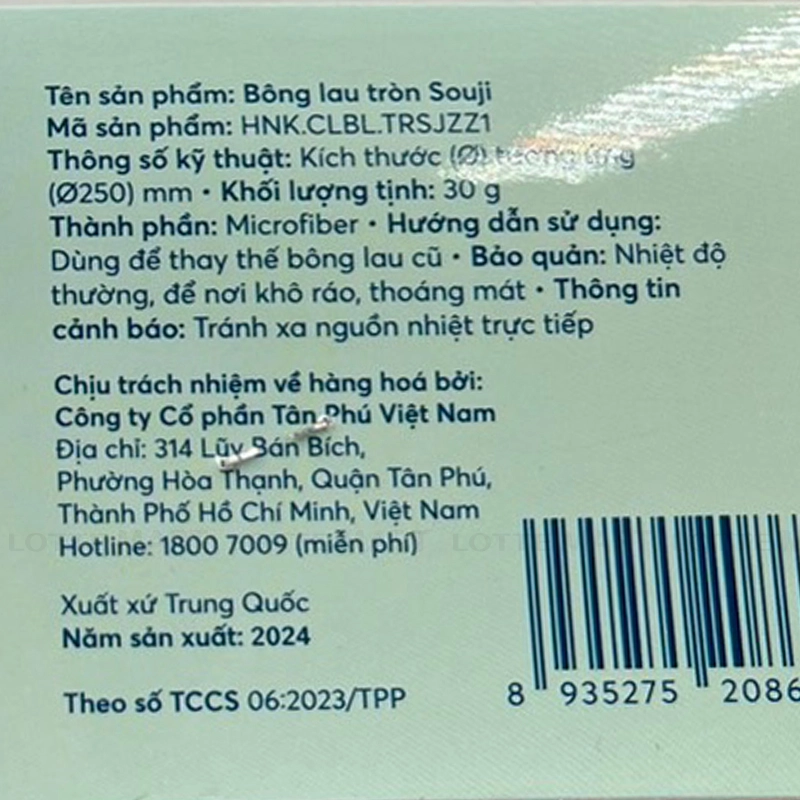 Tên sản phẩm: Bông lau tròn Souji
Mã sản phẩm: HNK.CLBL.TRSJZZ1
Thông số kỹ thuật: Kích thước (Ø) tương ứng
(Ø250) mm • Khối lượng tịnh: 30 g
Thành phần: Microfiber • Hướng dẫn sử dụng:
Dùng để thay thế bông lau cũ • Bảo quản: Nhiệt độ
thường, để nơi khô ráo, thoáng mát • Thông tin
cảnh báo: Tránh xa nguồn nhiệt trực tiếp
Chịu trách nhiệm về hàng hoá bởi:
Công ty Cổ phần Tân Phú Việt Nam
Địa chỉ: 314 Lũy Bán Bích,
Phường Hòa Thạnh, Quận Tân Phú,
Thành Phố Hồ Chí Minh, Việt Nam
Hotline: 1800 7009 (miễn phí)
Xuất xứ Trung Quốc
Năm sản xuất: 2024
Theo số TCCS 06:2023/TPP
8 935275 2086